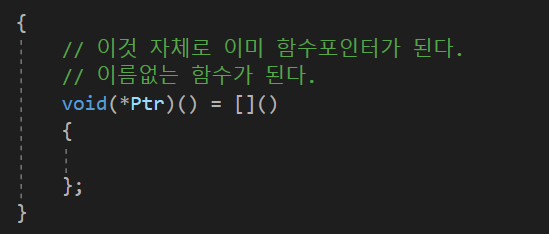 {
// 이것 자체로 이미 함수포인터가 된다.
// 이름없는 함수가 된다.
void(*Ptr)() = []()
{
};
}